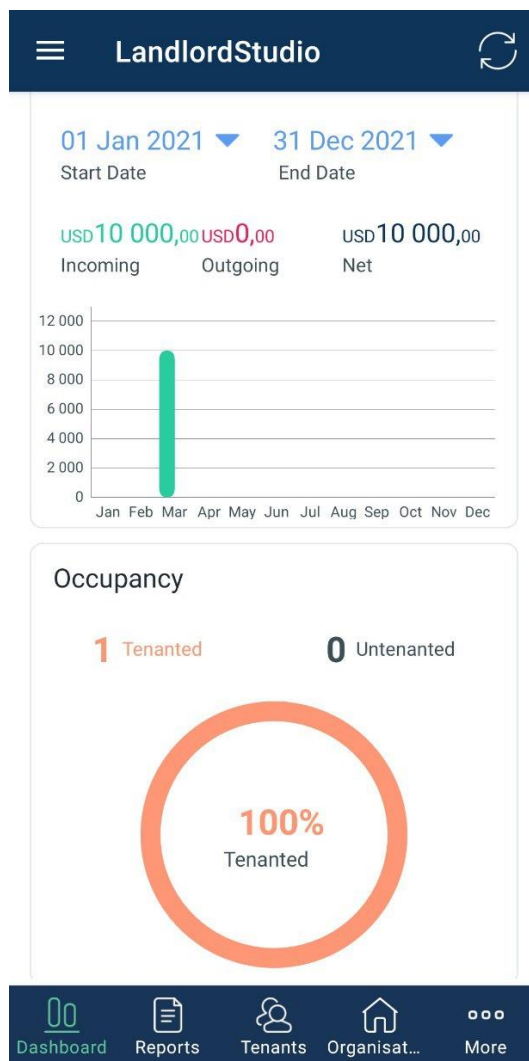 LandlordStudio
01 Jan 2021 31 Dec 2021
Start Date End Date
USD10 000,00 USD0,00 USD10 000,00
Incoming Outgoing Net
12 000
10 000
8 000
6 000
4 000
2 000
0
Jan Feb Mar Apr May Jun Jul Aug Sep Oct Nov Dec
Occupancy
1 Tenanted 0 Untenanted
100%
Tenanted
Dashboard Reports Tenants Organisat... More